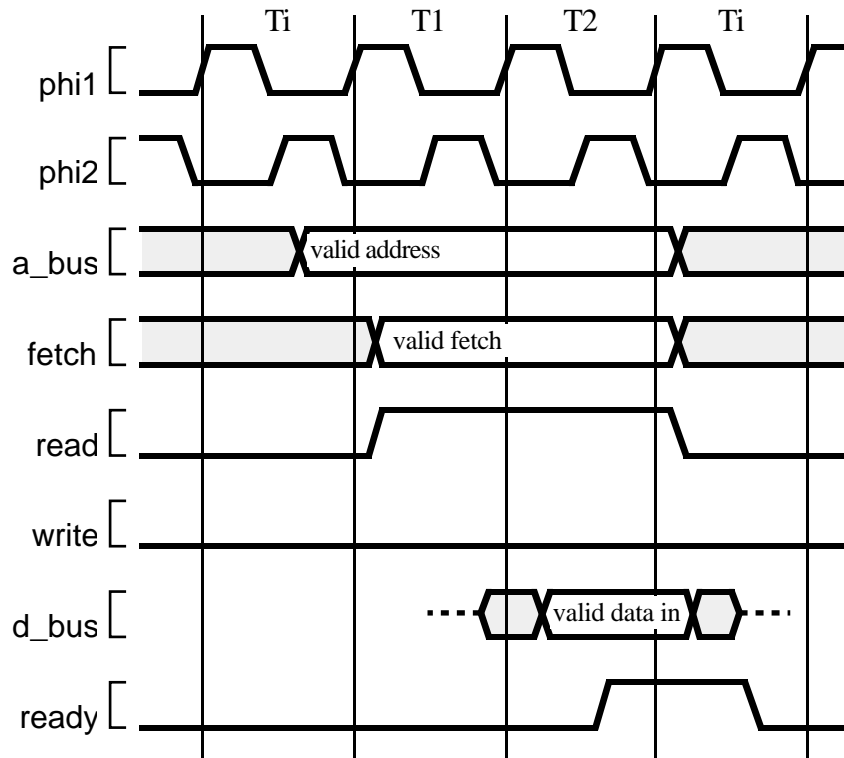 Ti T1 T2 Ti
phi1
phi2
a_bus valid address
fetch valid fetch
read
write
d_bus valid data in
ready